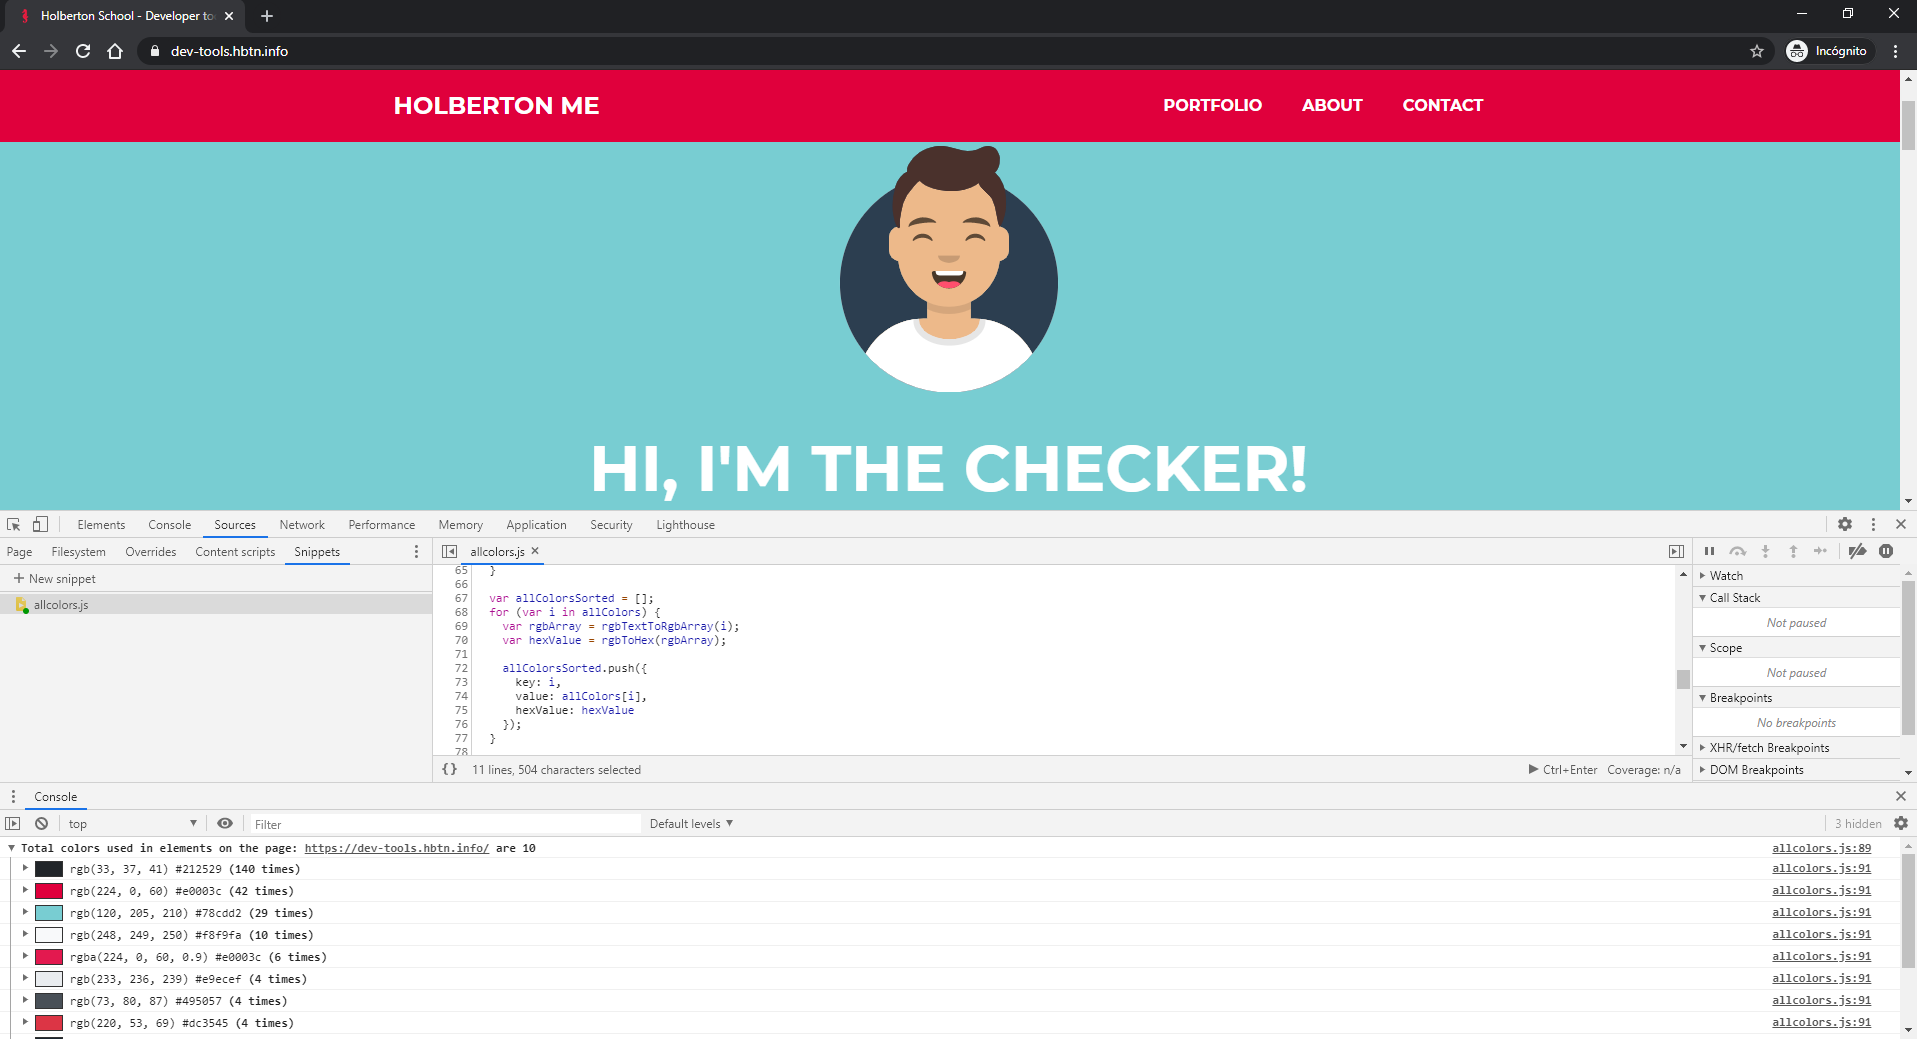 Holberton School - Developer to
dev-tools.hbtn.info
Incógnito
HOLBERTON ME
PORTFOLIO ABOUT CONTACT
HI, I'M THE CHECKER!
Elements Console Sources Network Performance Memory Application Security Lighthouse
Page Filesystem Overrides Content scripts Snippets
+ New snippet
allcolors.js
allcolors.js
65 }
66
67 var allColorsSorted = [];
68 for (var i in allColors) {
69 var rgbArray = rgbTextToRgbArray(i);
70 var hexValue = rgbToHex(rgbArray);
71
72 allColorsSorted.push({
73 key: i,
74 value: allColors[i],
75 hexValue: hexValue
76 });
77 }
78
{} 11 lines, 504 characters selected
Ctrl+Enter Coverage: n/a
Watch
Call Stack
Not paused
Scope
Not paused
Breakpoints
No breakpoints
XHR/fetch Breakpoints
DOM Breakpoints
Console
top
Filter
Default levels
3 hidden
Total colors used in elements on the page: https://dev-tools.hbtn.info/ are 10 allcolors.js:89
rgb(33, 37, 41) #212529 (140 times) allcolors.js:91
rgb(224, 0, 60) #e0003c (42 times) allcolors.js:91
rgb(120, 205, 210) #78cdd2 (29 times) allcolors.js:91
rgb(248, 249, 250) #f8f9fa (10 times) allcolors.js:91
rgba(224, 0, 60, 0.9) #e0003c (6 times) allcolors.js:91
rgb(233, 236, 239) #e9ecef (4 times) allcolors.js:91
rgb(73, 80, 87) #495057 (4 times) allcolors.js:91
rgb(220, 53, 69) #dc3545 (4 times) allcolors.js:91